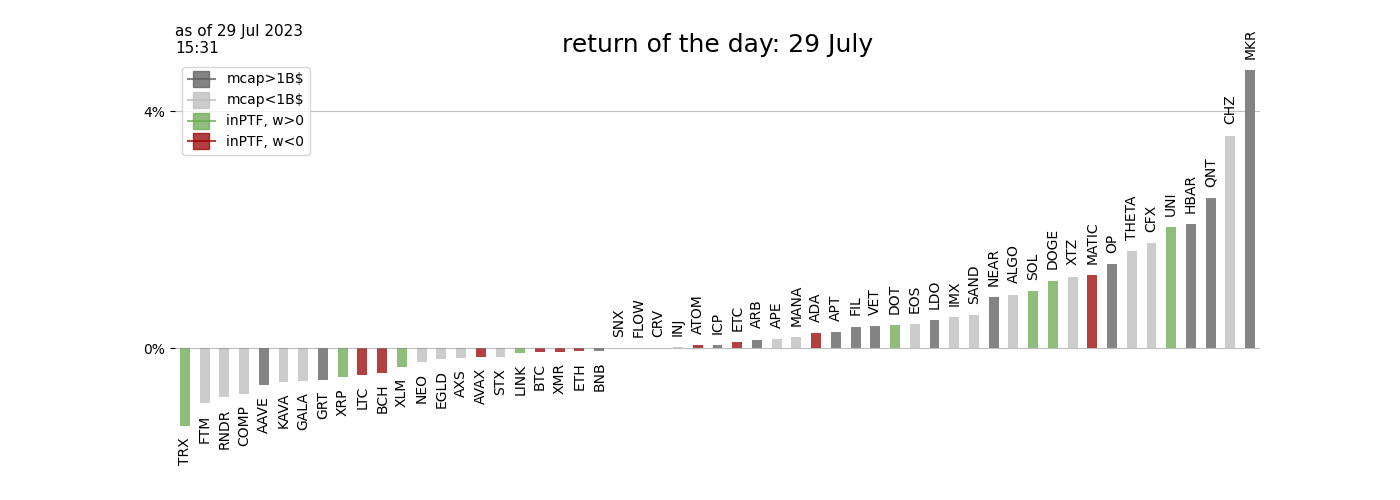 as of 29 Jul 2023
15:31
return of the day: 29 July
mcap>1B$
mcap<1B$
inPTF, w>0
inPTF, w<0
4%
0%
TRX
FTM
RNDR
COMP
AAVE
KAVA
GALA
GRT
XRP
LTC
BCH
XLM
NEO
EGLD
AXS
AVAX
STX
LINK
BTC
XMR
ETH
BNB
SNX
FLOW
CRV
INJ
ATOM
ICP
ETC
ARB
APE
MANA
ADA
APT
FIL
VET
DOT
EOS
LDO
IMX
SAND
NEAR
ALGO
SOL
DOGE
XTZ
MATIC
OP
THETA
CFX
UNI
HBAR
QNT
CHZ
MKR